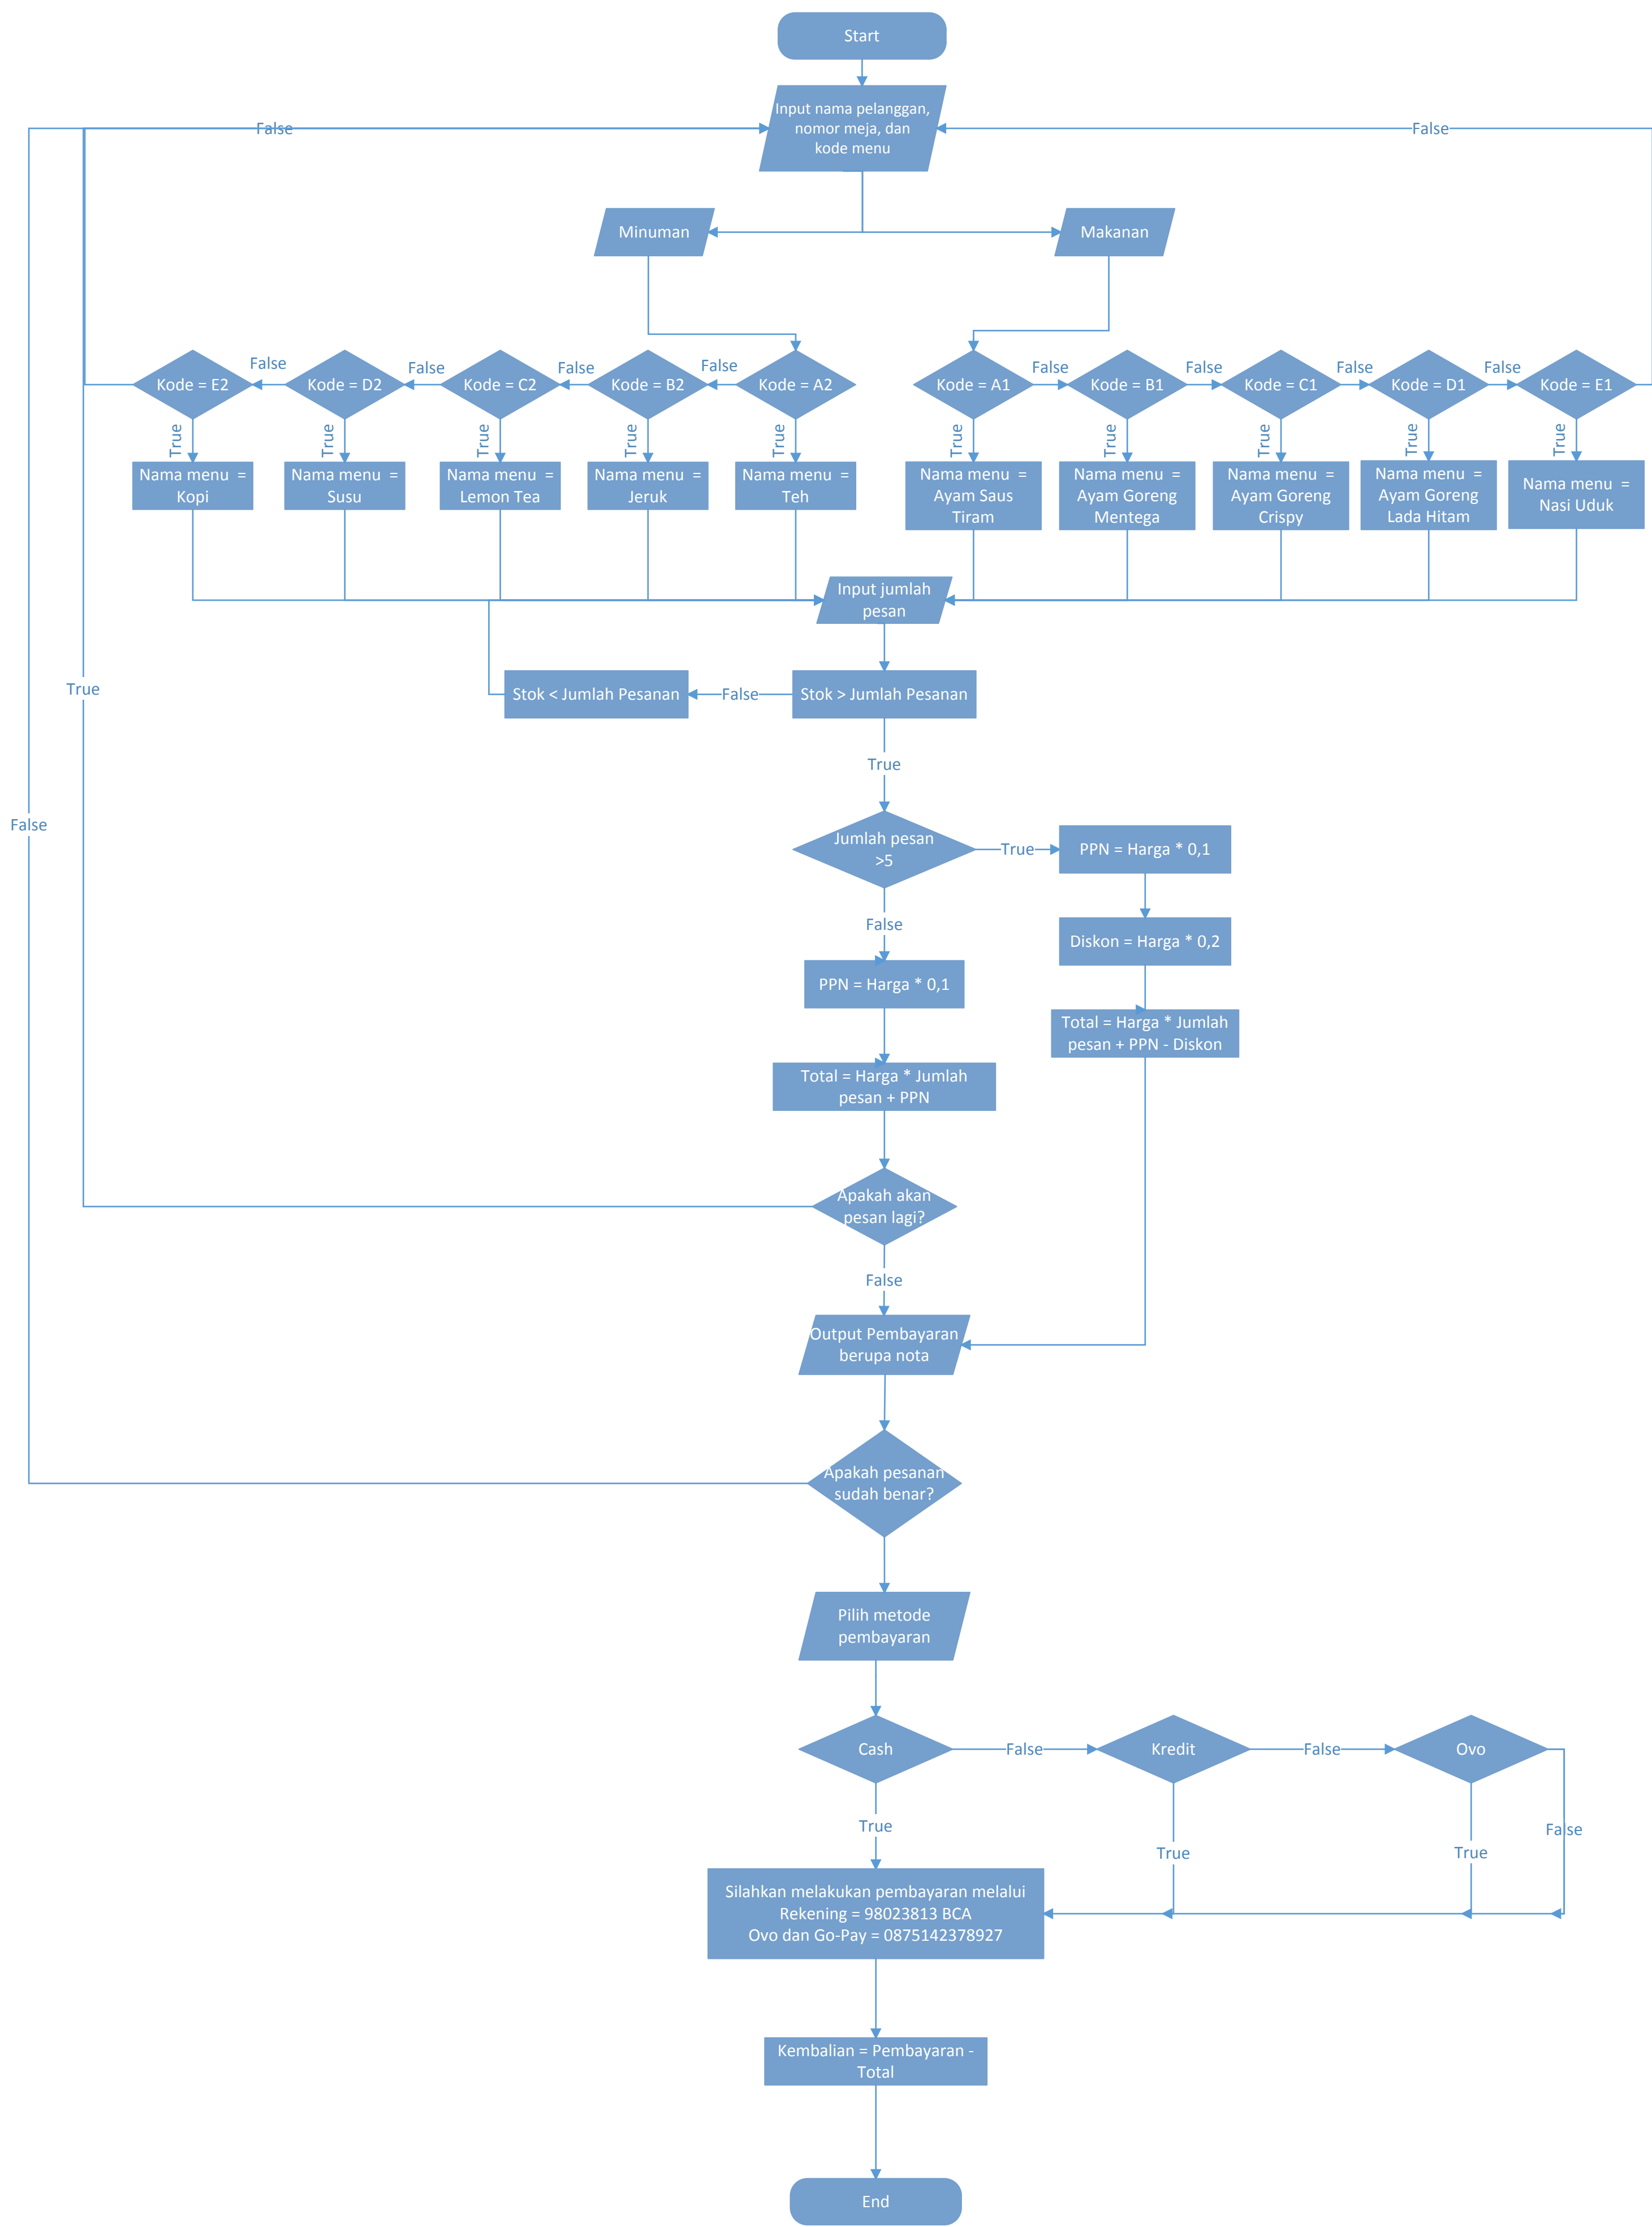 Start
Input nama pelanggan,
nomor meja, dan
kode menu
False
False
Minuman
Makanan
Kode = E2
False
Kode = D2
False
Kode = C2
False
Kode = B2
False
Kode = A2
Kode = A1
False
Kode = B1
False
Kode = C1
False
Kode = D1
False
Kode = E1
True
True
True
True
True
True
True
True
True
True
Nama menu =
Kopi
Nama menu =
Susu
Nama menu =
Lemon Tea
Nama menu =
Jeruk
Nama menu =
Teh
Nama menu =
Ayam Saus
Tiram
Nama menu =
Ayam Goreng
Mentega
Nama menu =
Ayam Goreng
Crispy
Nama menu =
Ayam Goreng
Lada Hitam
Nama menu =
Nasi Uduk
Input jumlah
pesan
True
Stok < Jumlah Pesanan
False
Stok > Jumlah Pesanan
True
False
Jumlah pesan
>5
True
PPN = Harga * 0,1
False
Diskon = Harga * 0,2
PPN = Harga * 0,1
Total = Harga * Jumlah
pesan + PPN - Diskon
Total = Harga * Jumlah
pesan + PPN
Apakah akan
pesan lagi?
False
Output Pembayaran
berupa nota
Apakah pesanan
sudah benar?
Pilih metode
pembayaran
Cash
False
Kredit
False
Ovo
True
True
True
False
Silahkan melakukan pembayaran melalui
Rekening = 98023813 BCA
Ovo dan Go-Pay = 0875142378927
Kembalian = Pembayaran -
Total
End